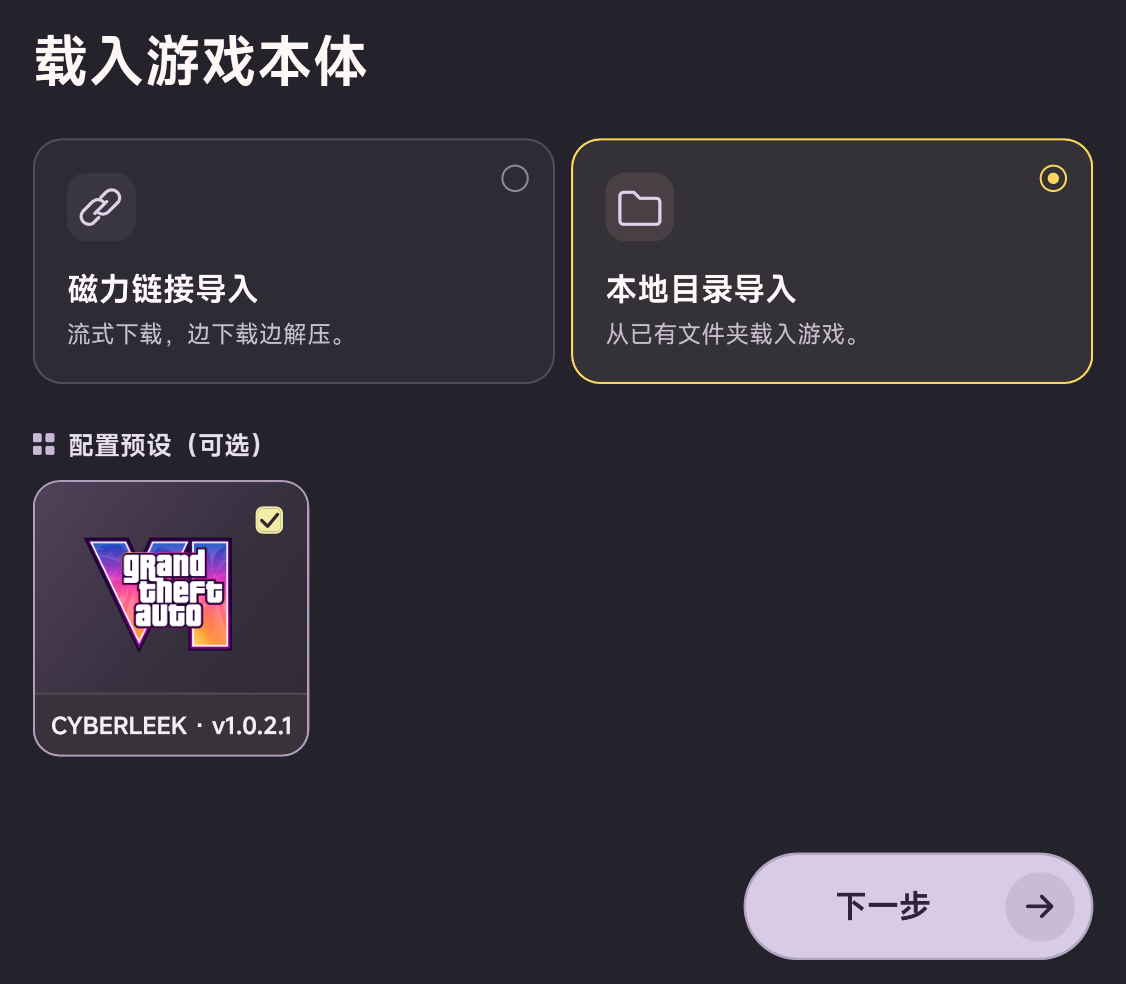 载入游戏本体
磁力链接导入
流式下载，边下载边解压。
本地目录导入
从已有文件夹载入游戏。
配置预设（可选）
VI
grand
theft
auto
CYBERLEEK · v1.0.2.1
下一步